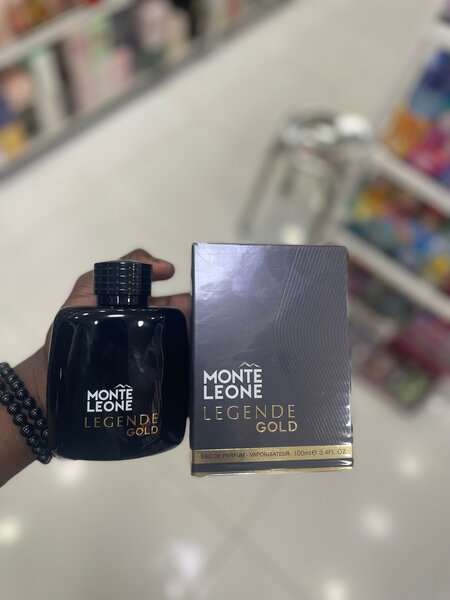 MONTE
LEONE
LEGENDE
GOLD
MONTE
LEONE
LEGENDE
GOLD
EAU DE PARFUM - VAPORISATEUR 100ml e 3.4FL.OZ